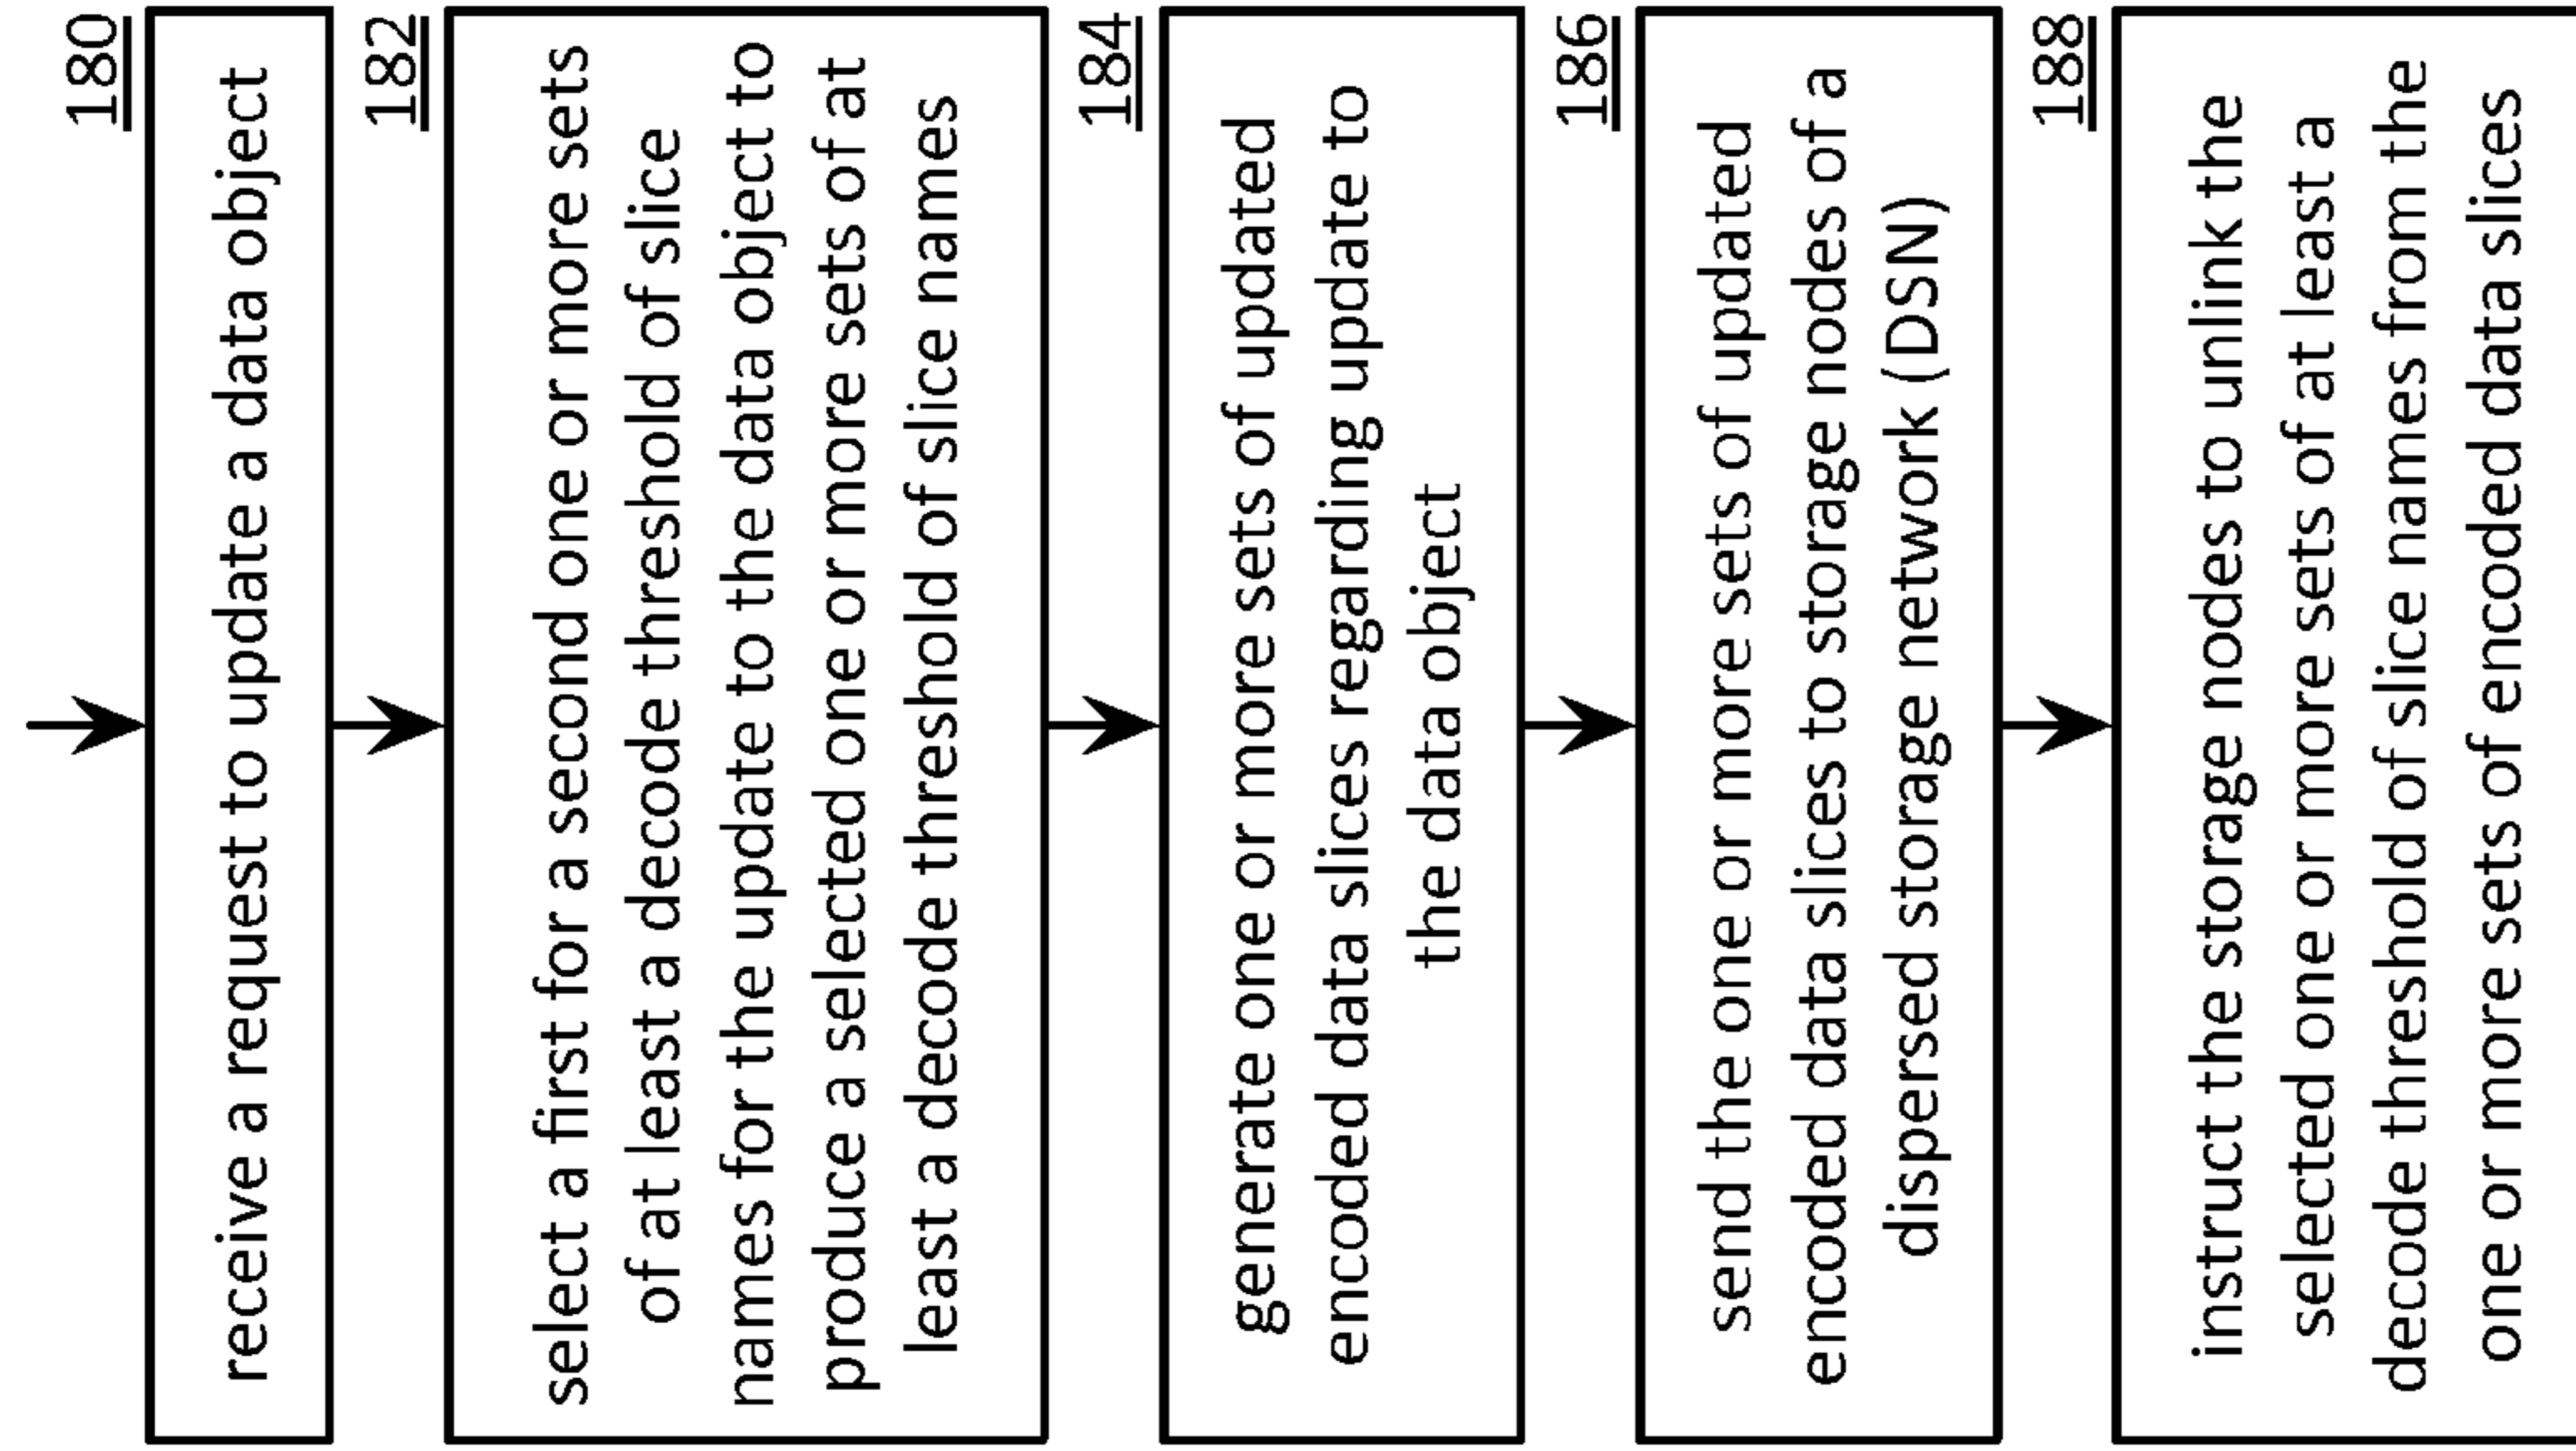 180
receive a request to update a data object
182
select a first for a second one or more sets
of at least a decode threshold of slice
names for the update to the data object to
produce a selected one or more sets of at
least a decode threshold of slice names
184
generate one or more sets of updated
encoded data slices regarding update to
the data object
186
send the one or more sets of updated
encoded data slices to storage nodes of a
dispersed storage network (DSN)
188
instruct the storage nodes to unlink the
selected one or more sets of at least a
decode threshold of slice names from the
one or more sets of encoded data slices